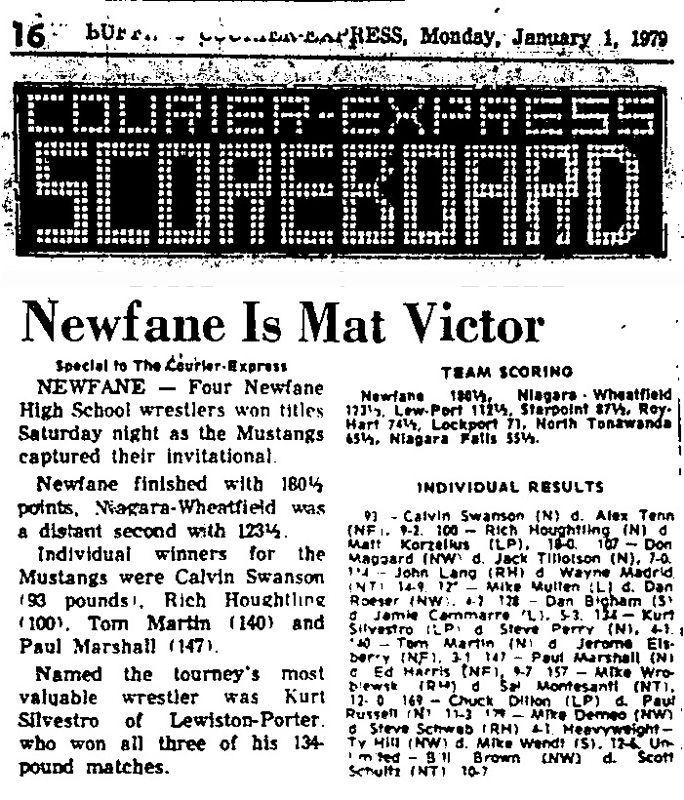 16 COURIER-EXPRESS, Monday, January 1, 1979
COURIER-EXPRESS
SCOREBOARD
Newfane Is Mat Victor
Special to The Courier-Express
NEWFANE — Four Newfane
High School wrestlers won titles
Saturday night as the Mustangs
captured their invitational.
Newfane finished with 180½
points, Niagara-Wheatfield was
a distant second with 123½.
Individual winners for the
Mustangs were Calvin Swanson
(93 pounds), Rich Houghtling
(100), Tom Martin (140) and
Paul Marshall (147).
Named the tourney's most
valuable wrestler was Kurt
Silvestro of Lewiston-Porter,
who won all three of his 134-
pound matches.
TEAM SCORING
Newfane 180½, Niagara-Wheatfield
123½, Lew-Port 112½, Starpoint 87½, Roy-
Hart 74½, Lockport 71, North Tonawanda
65½, Niagara Falls 55½.
INDIVIDUAL RESULTS
93 — Calvin Swanson (N) d. Alex Tenn
(NF), 9-2. 100 — Rich Houghtling (N) d
Matt Korzelius (LP), 18-0. 107 — Don
Maggard (NW) d. Jack Tillotson (N), 7-0.
114 — John Lang (RH) d Wayne Madrid
(NT) 14-9. — Mike Mullen (L) d. Dan
Roeser (NW), 128 — Dan Bigham (S)
d Jamie Cammarre (L), 5-3. 134 — Kurt
Silvestro (LP) d Steve Perry (N), 4-1.
140 — Tom Martin (N) d Jerome Els-
berry (NF), 3-1 147 — Paul Marshall (N)
d Ed Harris (NF), 9-7 157 — Mike Wro-
blewsk (RH) d Sal Montesanti (NT),
12-0 169 — Chuck Dillon (LP) d. Paul
Russell (N) 11-3 — Mike Demeo (NW)
d Steve Schwab (RH) 4-1. Heavyweight—
Ty Hill (NW) d. Mike Wendt (S), 12-6. Un-
limited — Bill Brown (NW) d. Scott
Schultz (NT) 10-7